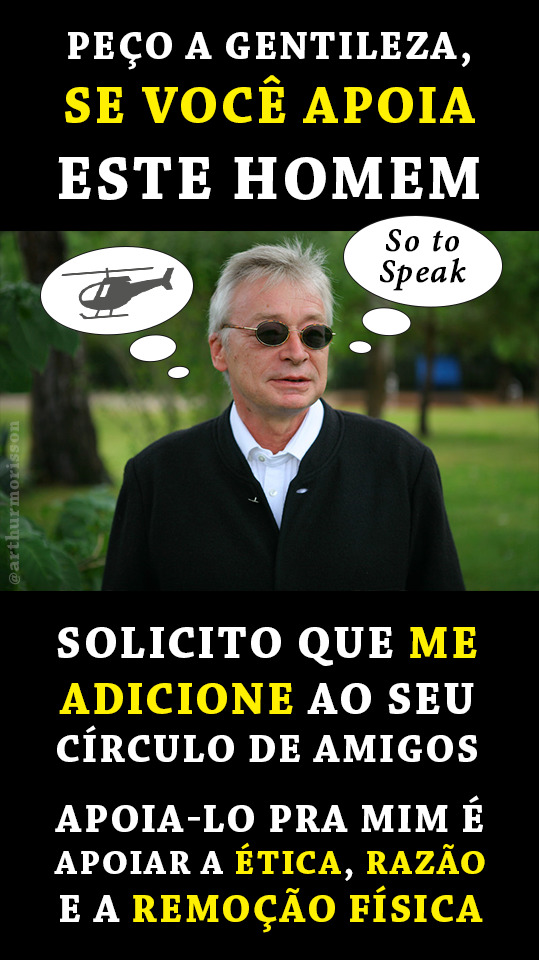 PEÇO A GENTILEZA,
SE VOCÊ APOIA
ESTE HOMEM
So to
Speak
@arthurmorisson
SOLICITO QUE ME
ADICIONE AO SEU
CÍRCULO DE AMIGOS
APOIA-LO PRA MIM É
APOIAR A ÉTICA, RAZÃO
E A REMOÇÃO FÍSICA